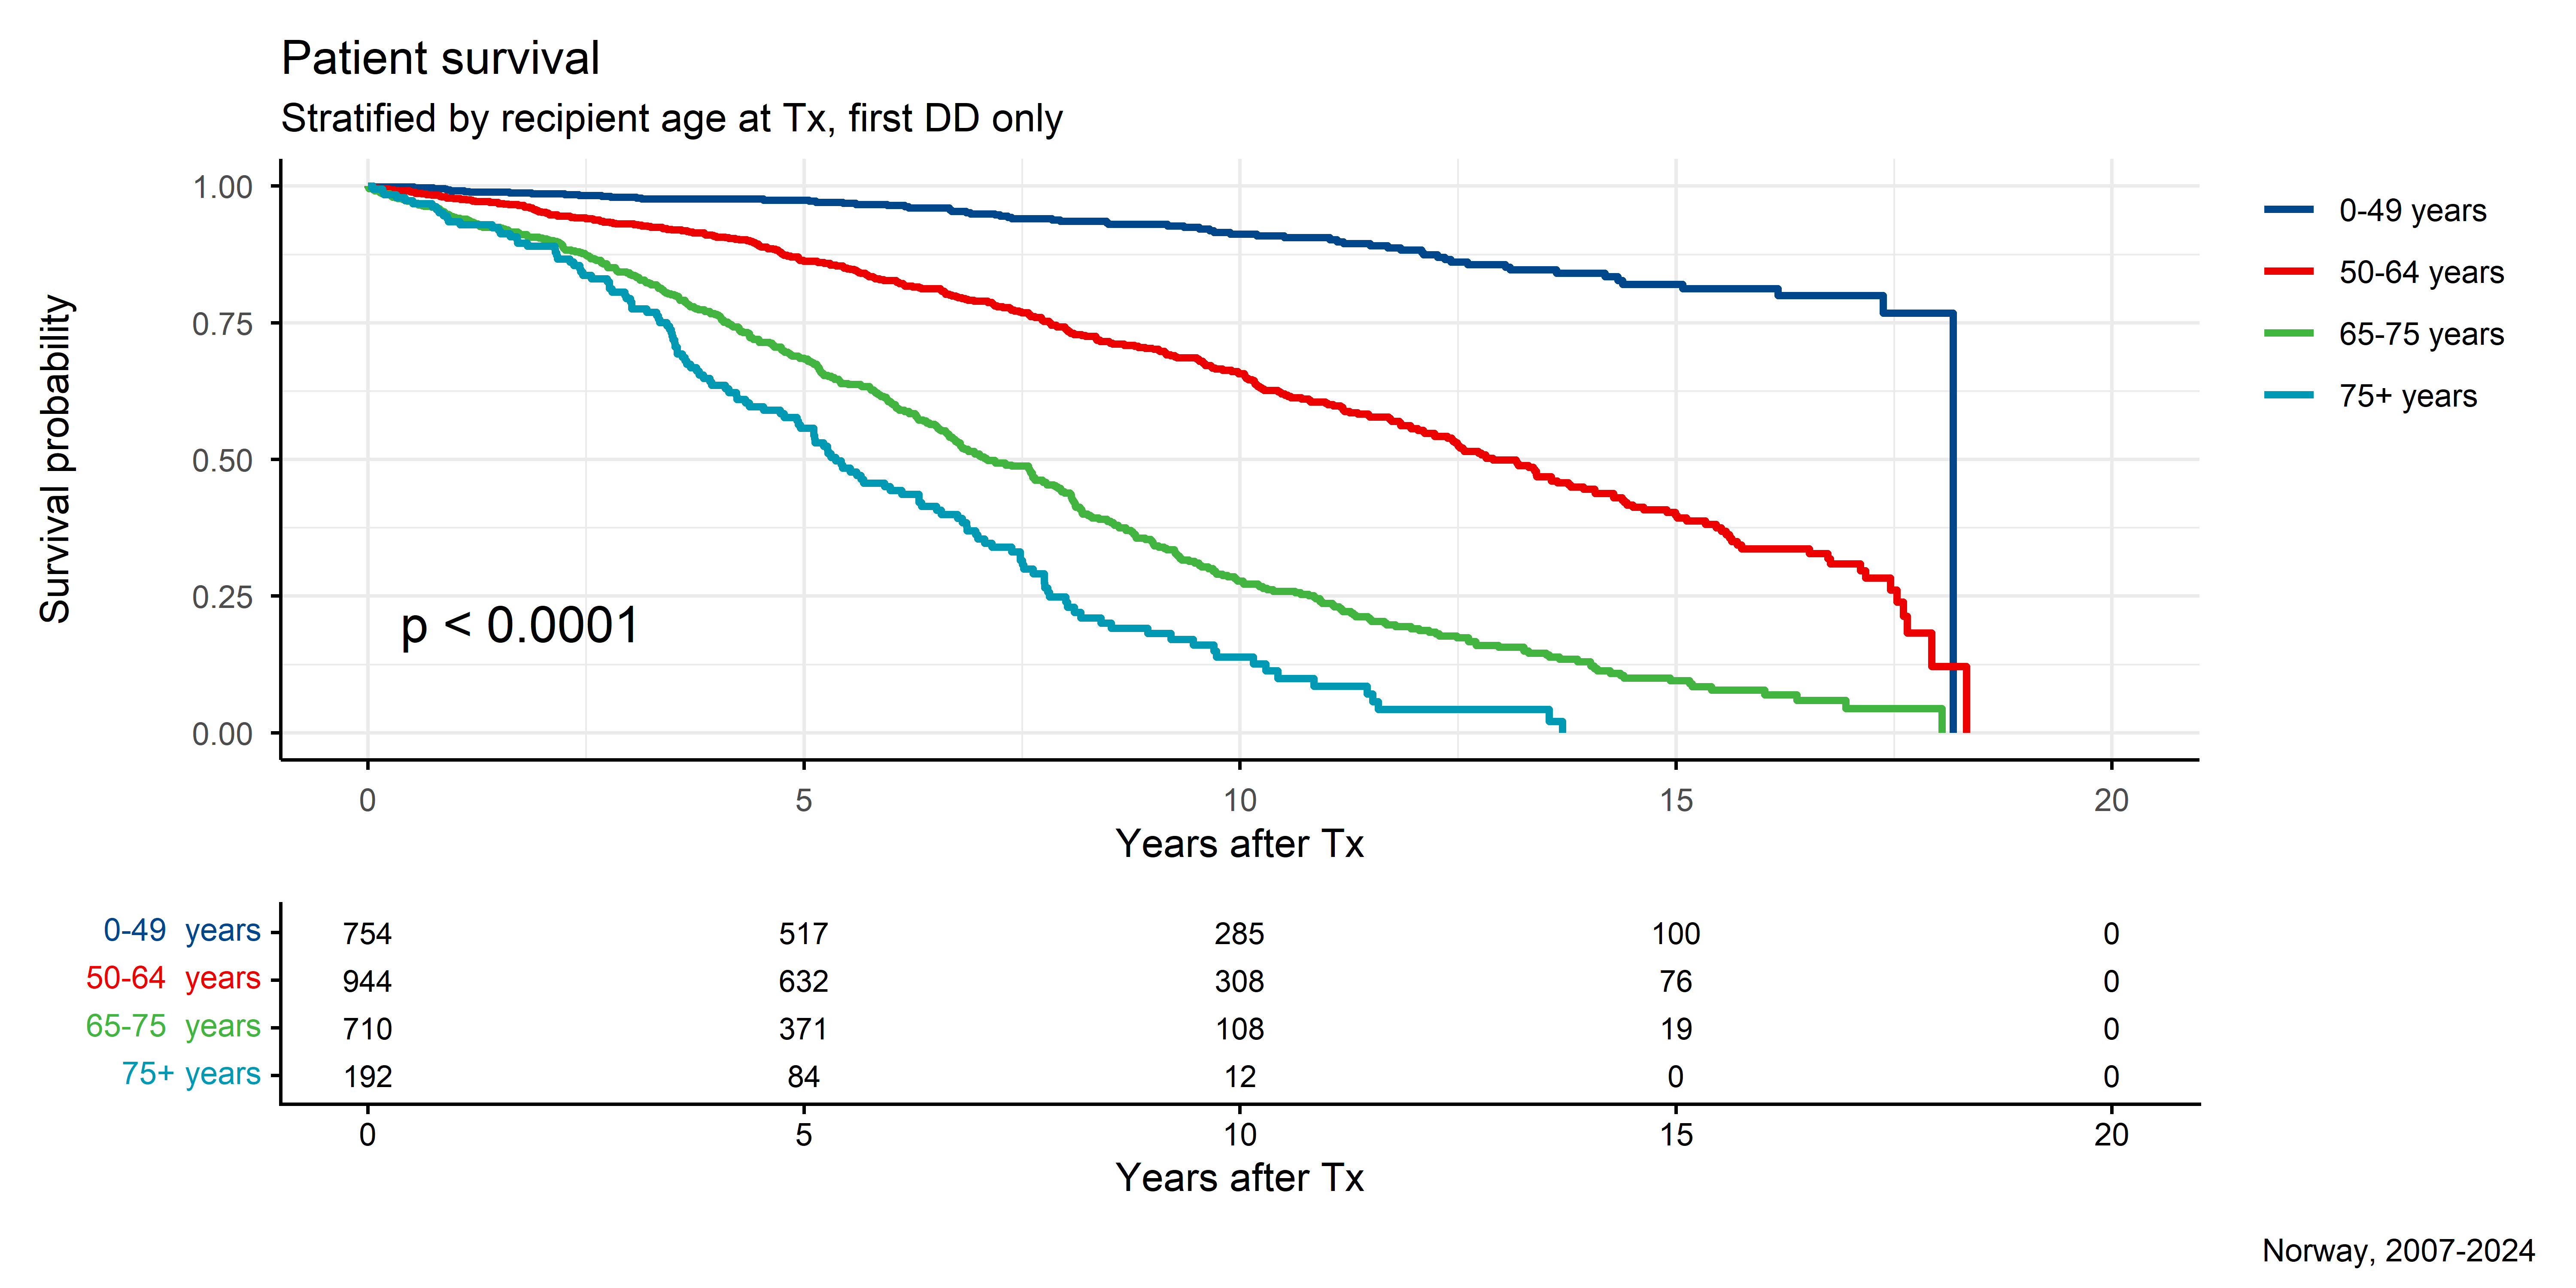 Patient survival
Stratified by recipient age at Tx, first DD only
Survival probability
1.00
0.75
0.50
0.25
0.00
p < 0.0001
0 5 10 15 20
Years after Tx
0-49 years
50-64 years
65-75 years
75+ years
0-49 years 754 517 285 100 0
50-64 years 944 632 308 76 0
65-75 years 710 371 108 19 0
75+ years 192 84 12 0 0
0 5 10 15 20
Years after Tx
Norway, 2007-2024